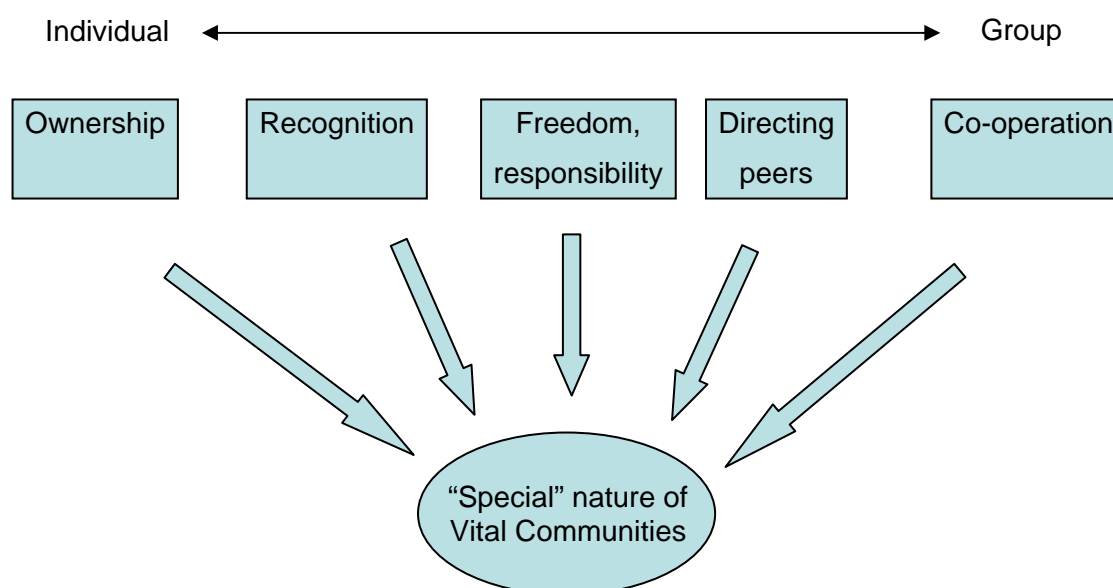 Individual
Group
Ownership
Recognition
Freedom,
responsibility
Directing
peers
Co-operation
“Special” nature of
Vital Communities